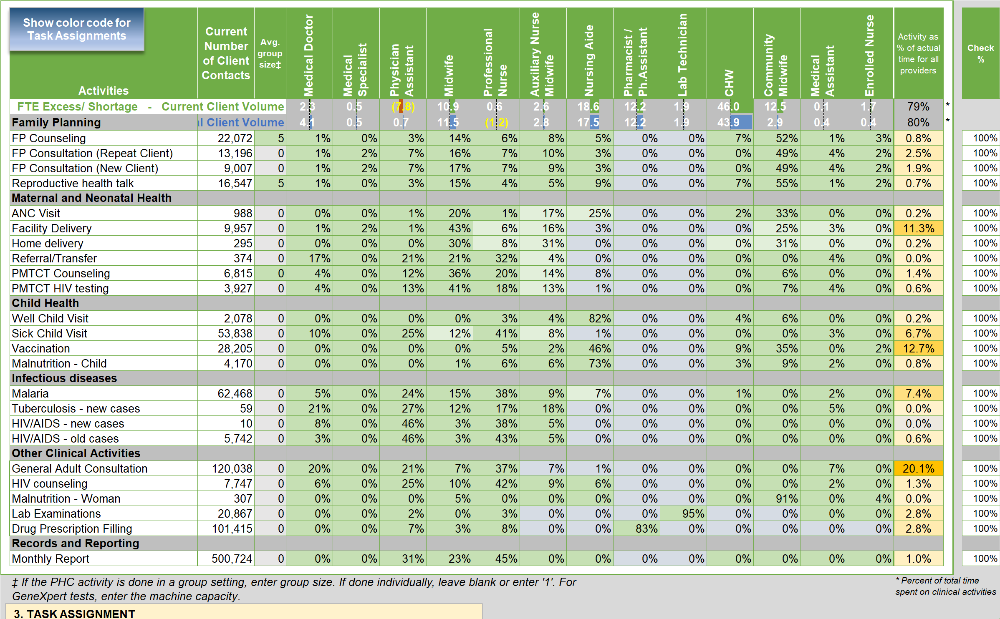 Show color code for
Task Assignments
Activities
Current
Number
of Client
Contacts
Avg.
group
size‡
Medical Doctor
Medical
Specialist
Physician
Assistant
Midwife
Professional
Nurse
Auxiliary Nurse
Midwife
Nursing Aide
Pharmacist /
Ph.Assistant
Lab Technician
CHW
Community
Midwife
Medical
Assistant
Enrolled Nurse
Activity as
% of actual
time for all
providers
Check
%
FTE Excess/ Shortage - Current Client Volume 2.3 0.5 (7.8) 10.9 0.6 2.6 18.6 12.2 1.9 46.0 12.5 0.1 1.7 79% *
Family Planning l Client Volume 4.1 0.5 0.7 11.5 (1.2) 2.8 17.5 12.2 1.9 43.9 2.9 0.4 0.4 80% *
FP Counseling 22,072 5 1% 0% 3% 14% 6% 8% 5% 0% 0% 7% 52% 1% 3% 0.8% 100%
FP Consultation (Repeat Client) 13,196 0 1% 2% 7% 16% 7% 10% 3% 0% 0% 0% 49% 4% 2% 2.5% 100%
FP Consultation (New Client) 9,007 0 1% 2% 7% 17% 7% 9% 3% 0% 0% 0% 49% 4% 2% 1.9% 100%
Reproductive health talk 16,547 5 1% 0% 3% 15% 4% 5% 9% 0% 0% 7% 55% 1% 2% 0.7% 100%
Maternal and Neonatal Health
ANC Visit 988 0 0% 0% 1% 20% 1% 17% 25% 0% 0% 2% 33% 0% 0% 0.2% 100%
Facility Delivery 9,957 0 1% 2% 1% 43% 6% 16% 3% 0% 0% 0% 25% 3% 0% 11.3% 100%
Home delivery 295 0 0% 0% 0% 30% 8% 31% 0% 0% 0% 0% 31% 0% 0% 0.2% 100%
Referral/Transfer 374 0 17% 0% 21% 21% 32% 4% 0% 0% 0% 0% 0% 4% 0% 0.0% 100%
PMTCT Counseling 6,815 0 4% 0% 12% 36% 20% 14% 8% 0% 0% 0% 6% 0% 0% 1.4% 100%
PMTCT HIV testing 3,927 0 4% 0% 13% 41% 18% 13% 1% 0% 0% 0% 7% 4% 0% 0.6% 100%
Child Health
Well Child Visit 2,078 0 0% 0% 0% 0% 3% 4% 82% 0% 0% 4% 6% 0% 0% 0.2% 100%
Sick Child Visit 53,838 0 10% 0% 25% 12% 41% 8% 1% 0% 0% 0% 0% 3% 0% 6.7% 100%
Vaccination 28,205 0 0% 0% 0% 0% 5% 2% 46% 0% 0% 9% 35% 0% 2% 12.7% 100%
Malnutrition - Child 4,170 0 0% 0% 0% 1% 6% 6% 73% 0% 0% 3% 9% 2% 0% 0.8% 100%
Infectious diseases
Malaria 62,468 0 5% 0% 24% 15% 38% 9% 7% 0% 0% 1% 0% 2% 0% 7.4% 100%
Tuberculosis - new cases 59 0 21% 0% 27% 12% 17% 18% 0% 0% 0% 0% 0% 5% 0% 0.0% 100%
HIV/AIDS - new cases 10 0 8% 0% 46% 3% 38% 5% 0% 0% 0% 0% 0% 0% 0% 0.0% 100%
HIV/AIDS - old cases 5,742 0 3% 0% 46% 3% 43% 5% 0% 0% 0% 0% 0% 0% 0% 0.6% 100%
Other Clinical Activities
General Adult Consultation 120,038 0 20% 0% 21% 7% 37% 7% 1% 0% 0% 0% 0% 7% 0% 20.1% 100%
HIV counseling 7,747 0 6% 0% 25% 10% 42% 9% 6% 0% 0% 0% 0% 2% 0% 1.3% 100%
Malnutrition - Woman 307 0 0% 0% 0% 5% 0% 0% 0% 0% 0% 0% 91% 0% 4% 0.0% 100%
Lab Examinations 20,867 0 0% 0% 2% 0% 3% 0% 0% 0% 95% 0% 0% 0% 0% 2.8% 100%
Drug Prescription Filling 101,415 0 0% 0% 7% 3% 8% 0% 0% 83% 0% 0% 0% 0% 0% 2.8% 100%
Records and Reporting
Monthly Report 500,724 0 0% 0% 31% 23% 45% 0% 0% 0% 0% 0% 0% 0% 0% 1.0% 100%
‡ If the PHC activity is done in a group setting, enter group size. If done individually, leave blank or enter '1'. For
GeneXpert tests, enter the machine capacity.
* Percent of total time
spent on clinical activities
3. TASK ASSIGNMENT